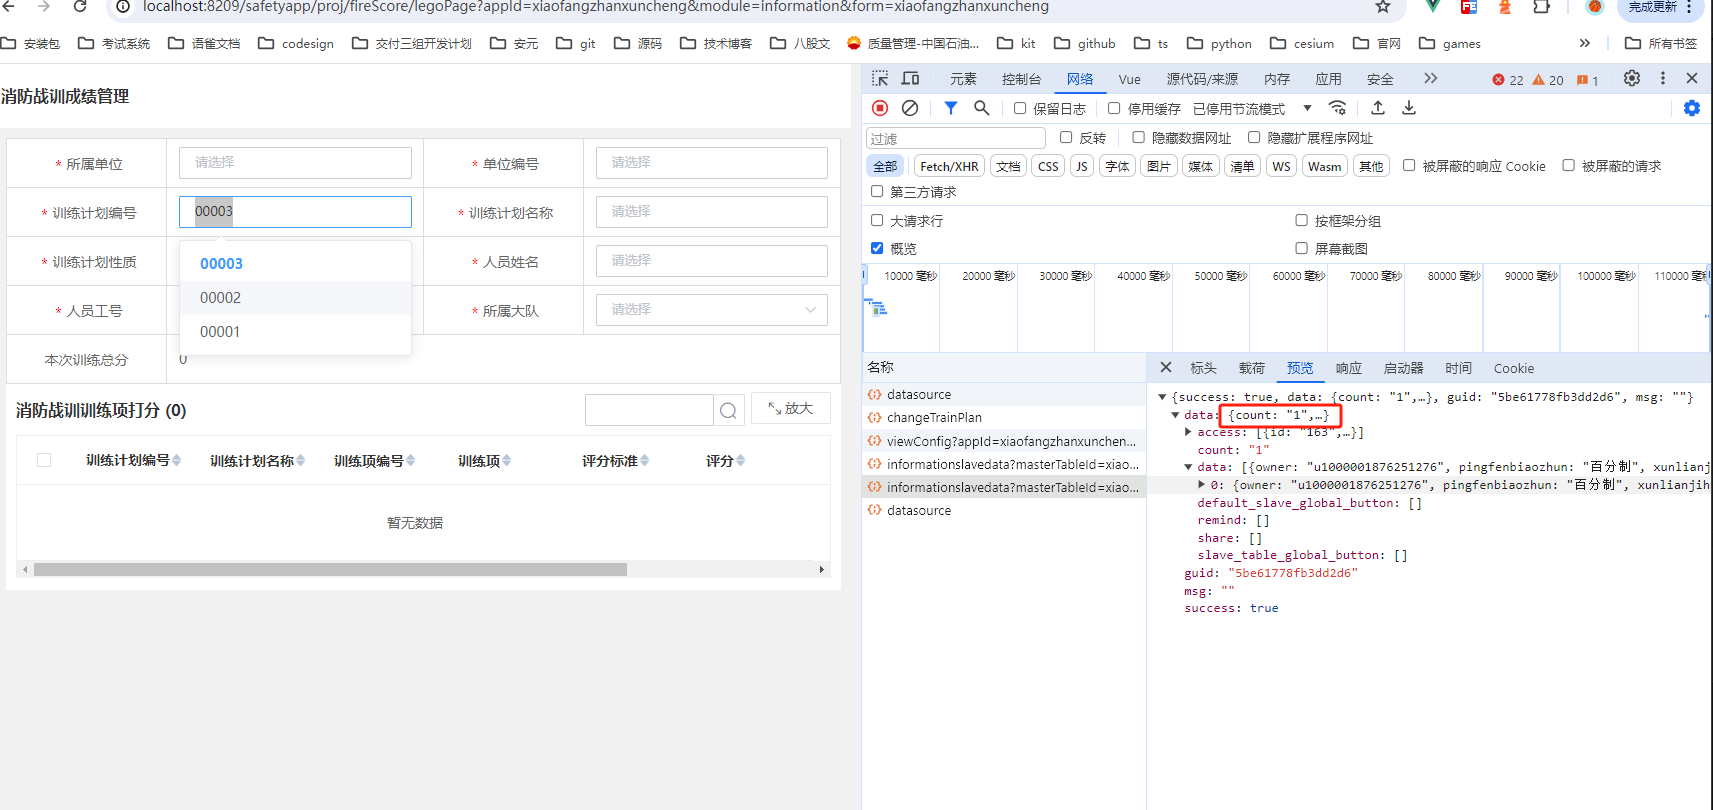 localhost:8209/safetyapp/proj/fireScore/legoPage?appId=xiaofangzhanxuncheng&module=information&form=xiaofangzhanxuncheng
完成更新
安装包 考试系统 语雀文档 codesign 交付三组开发计划 安元 git 源码 技术博客 八股文 质量管理-中国石油... kit github ts python cesium 官网 games » 所有书签
消防战训成绩管理
* 所属单位 请选择 * 单位编号 请选择
* 训练计划编号 00003 * 训练计划名称 请选择
* 训练计划性质 * 人员姓名 请选择
* 人员工号 * 所属大队 请选择
00003
00002
00001
本次训练总分 0
消防战训训练项打分 (0) 放大
训练计划编号 训练计划名称 训练项编号 训练项 评分标准 评分
暂无数据
元素 控制台 网络 Vue 源代码/来源 内存 应用 安全 22 20 1
保留日志 停用缓存 已停用节流模式
过滤 反转 隐藏数据网址 隐藏扩展程序网址
全部 Fetch/XHR 文档 CSS JS 字体 图片 媒体 清单 WS Wasm 其他 被屏蔽的响应 Cookie 被屏蔽的请求
第三方请求
大请求行 按框架分组
概览 屏幕截图
10000 毫秒 20000 毫秒 30000 毫秒 40000 毫秒 50000 毫秒 60000 毫秒 70000 毫秒 80000 毫秒 90000 毫秒 100000 毫秒 110000 毫秒
名称
datasource
changeTrainPlan
viewConfig?appId=xiaofangzhanxunchen...
informationslavedata?masterTableId=xiao...
informationslavedata?masterTableId=xiao...
datasource
标头 载荷 预览 响应 启动器 时间 Cookie
{success: true, data: {count: "1",…}, guid: "5be61778fb3dd2d6", msg: ""}
data: {count: "1",…}
access: [{id: "163",…}]
count: "1"
data: [{owner: "u1000001876251276", pingfenbiaozhun: "百分制", xunlianj
0: {owner: "u1000001876251276", pingfenbiaozhun: "百分制", xunlianjih
default_slave_global_button: []
remind: []
share: []
slave_table_global_button: []
guid: "5be61778fb3dd2d6"
msg: ""
success: true